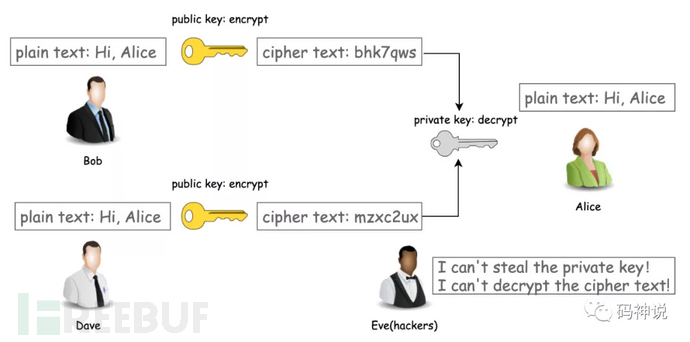 public key: encrypt
plain text: Hi, Alice
cipher text: bhk7qws
Bob
private key: decrypt
plain text: Hi, Alice
Alice
public key: encrypt
plain text: Hi, Alice
cipher text: mzxc2ux
Dave
Eve(hackers)
I can't steal the private key!
I can't decrypt the cipher text!
FREEBUF
码神说